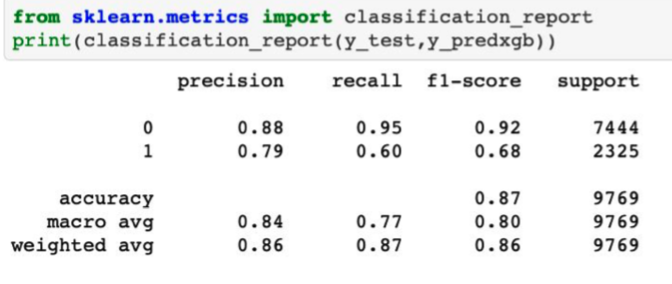 from sklearn.metrics import classification_report
print(classification_report(y_test,y_predxgb))
precision recall f1-score support
0 0.88 0.95 0.92 7444
1 0.79 0.60 0.68 2325
accuracy 0.87 9769
macro avg 0.84 0.77 0.80 9769
weighted avg 0.86 0.87 0.86 9769